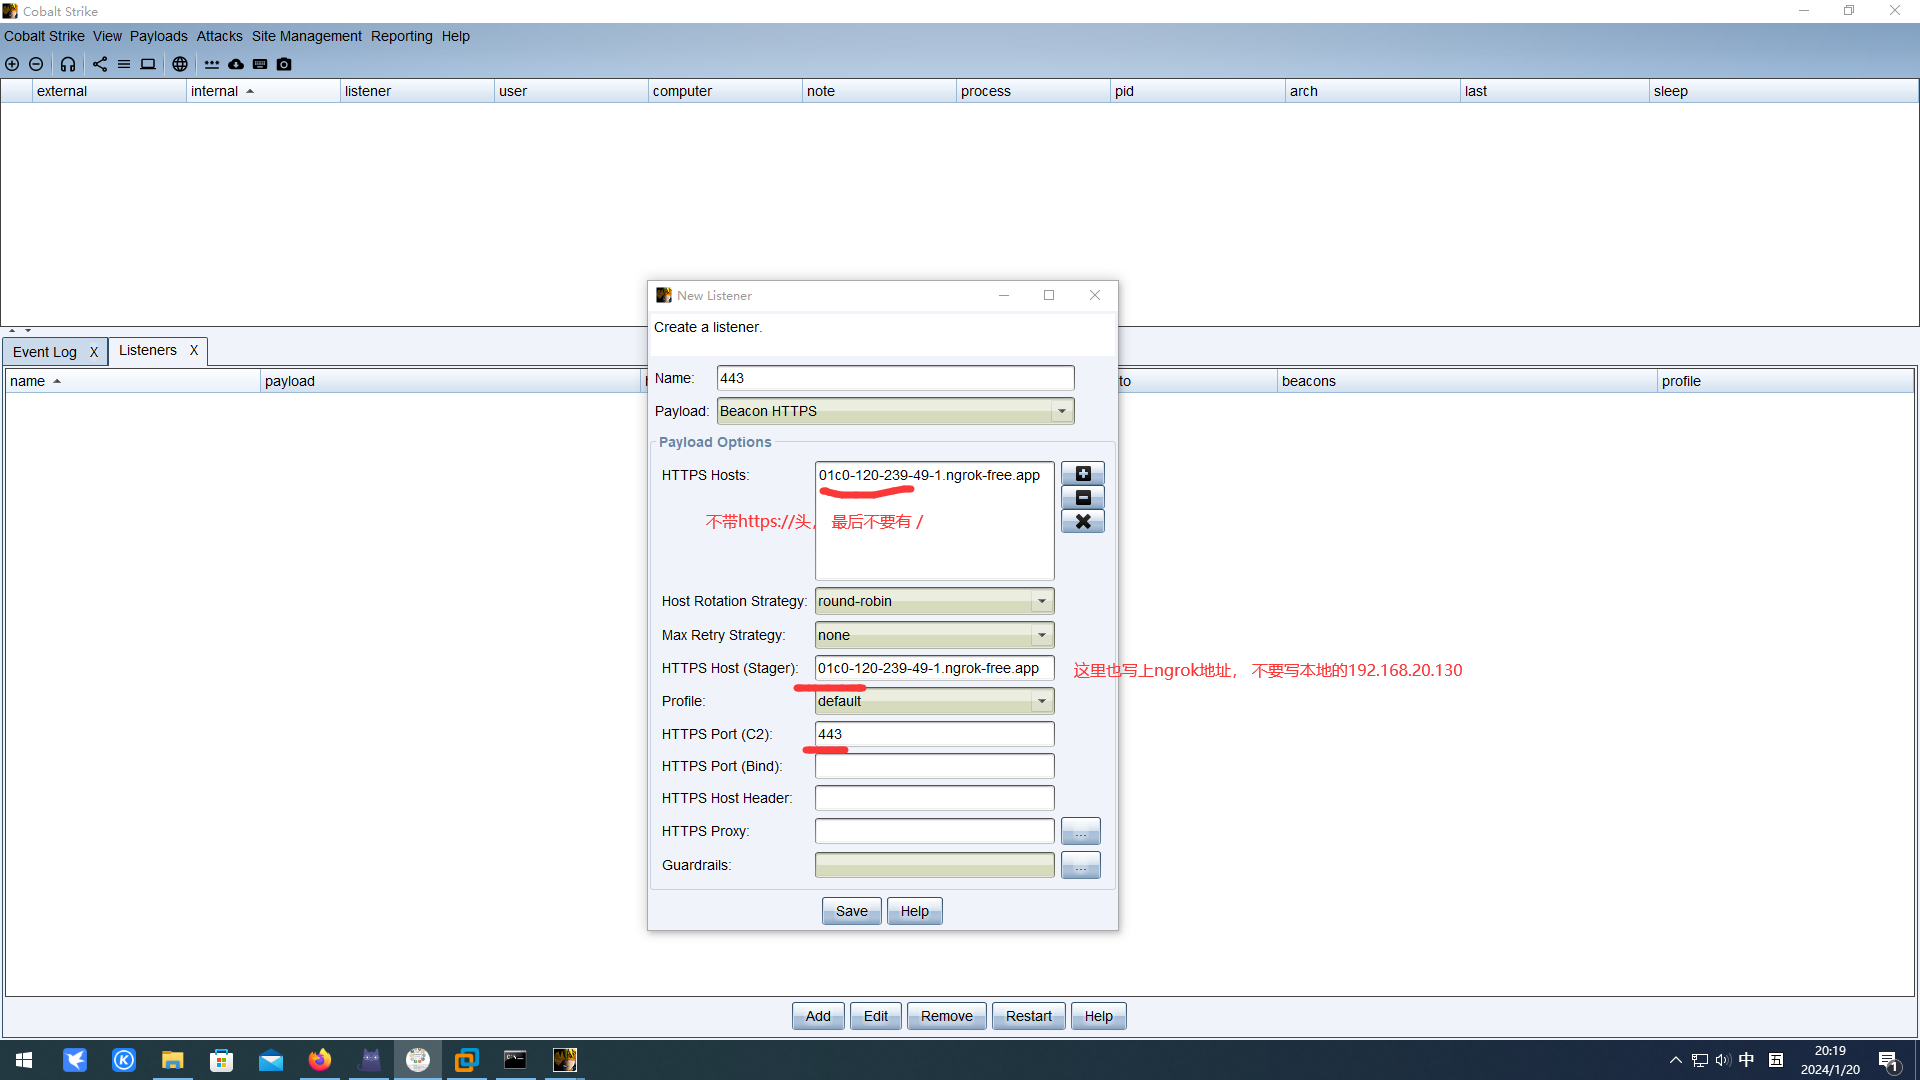 Cobalt Strike
Cobalt Strike View Payloads Attacks Site Management Reporting Help
external internal listener user computer note process pid arch last sleep
New Listener
Create a listener.
Event Log X Listeners X
name payload to beacons profile
Name: 443
Payload: Beacon HTTPS
Payload Options
HTTPS Hosts: 01c0-120-239-49-1.ngrok-free.app
不带https://头， 最后不要有 /
Host Rotation Strategy: round-robin
Max Retry Strategy: none
HTTPS Host (Stager): 01c0-120-239-49-1.ngrok-free.app 这里也写上ngrok地址， 不要写本地的192.168.20.130
Profile: default
HTTPS Port (C2): 443
HTTPS Port (Bind):
HTTPS Host Header:
HTTPS Proxy: ...
Guardrails: ...
Save Help
Add Edit Remove Restart Help
中 五 20:19
2024/1/20 1